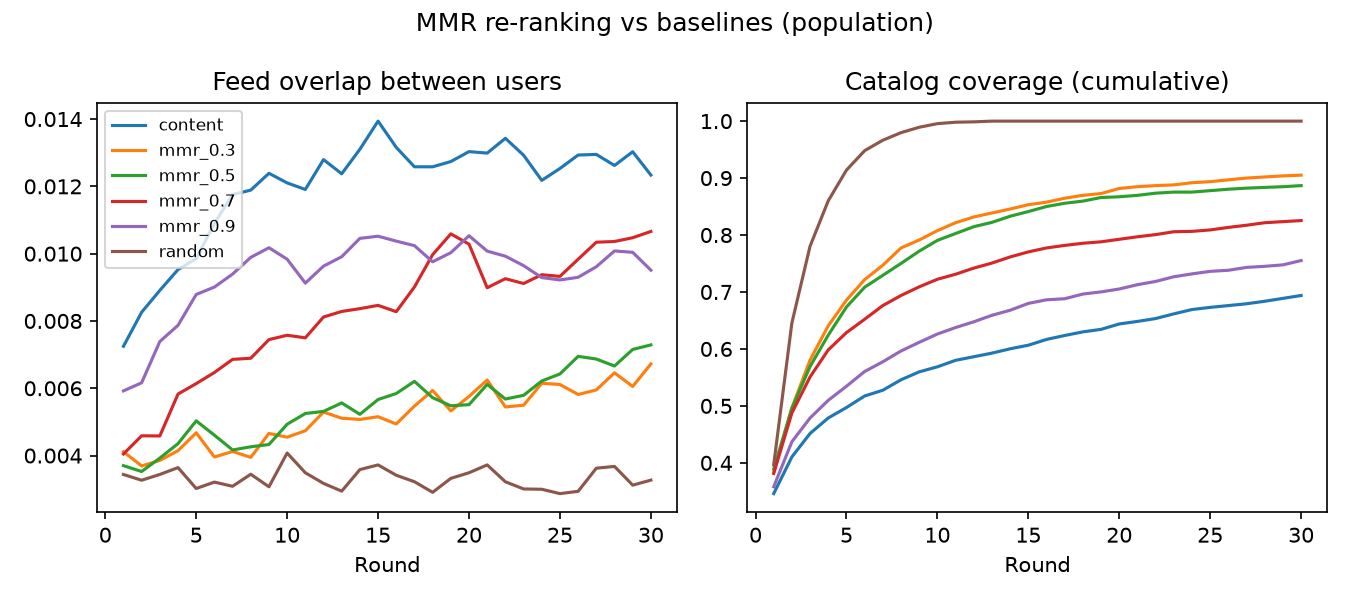 MMR re-ranking vs baselines (population)
Feed overlap between users
0.014
0.012
0.010
0.008
0.006
0.004
content
mmr_0.3
mmr_0.5
mmr_0.7
mmr_0.9
random
0 5 10 15 20 25 30
Round
Catalog coverage (cumulative)
1.0
0.9
0.8
0.7
0.6
0.5
0.4
0 5 10 15 20 25 30
Round